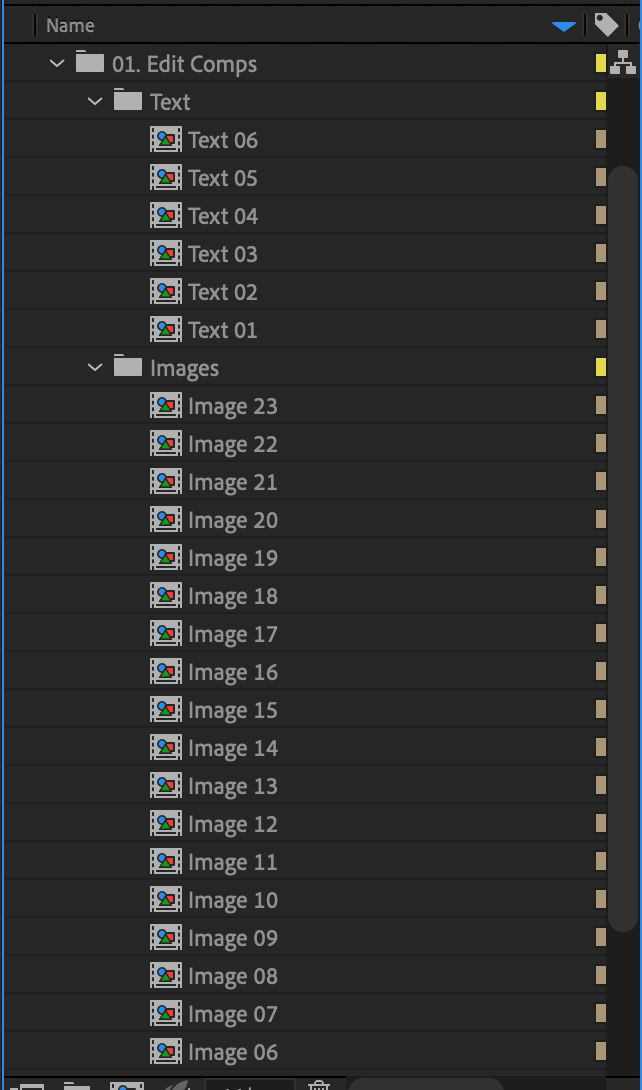 Name
01. Edit Comps
Text
Text 06
Text 05
Text 04
Text 03
Text 02
Text 01
Images
Image 23
Image 22
Image 21
Image 20
Image 19
Image 18
Image 17
Image 16
Image 15
Image 14
Image 13
Image 12
Image 11
Image 10
Image 09
Image 08
Image 07
Image 06